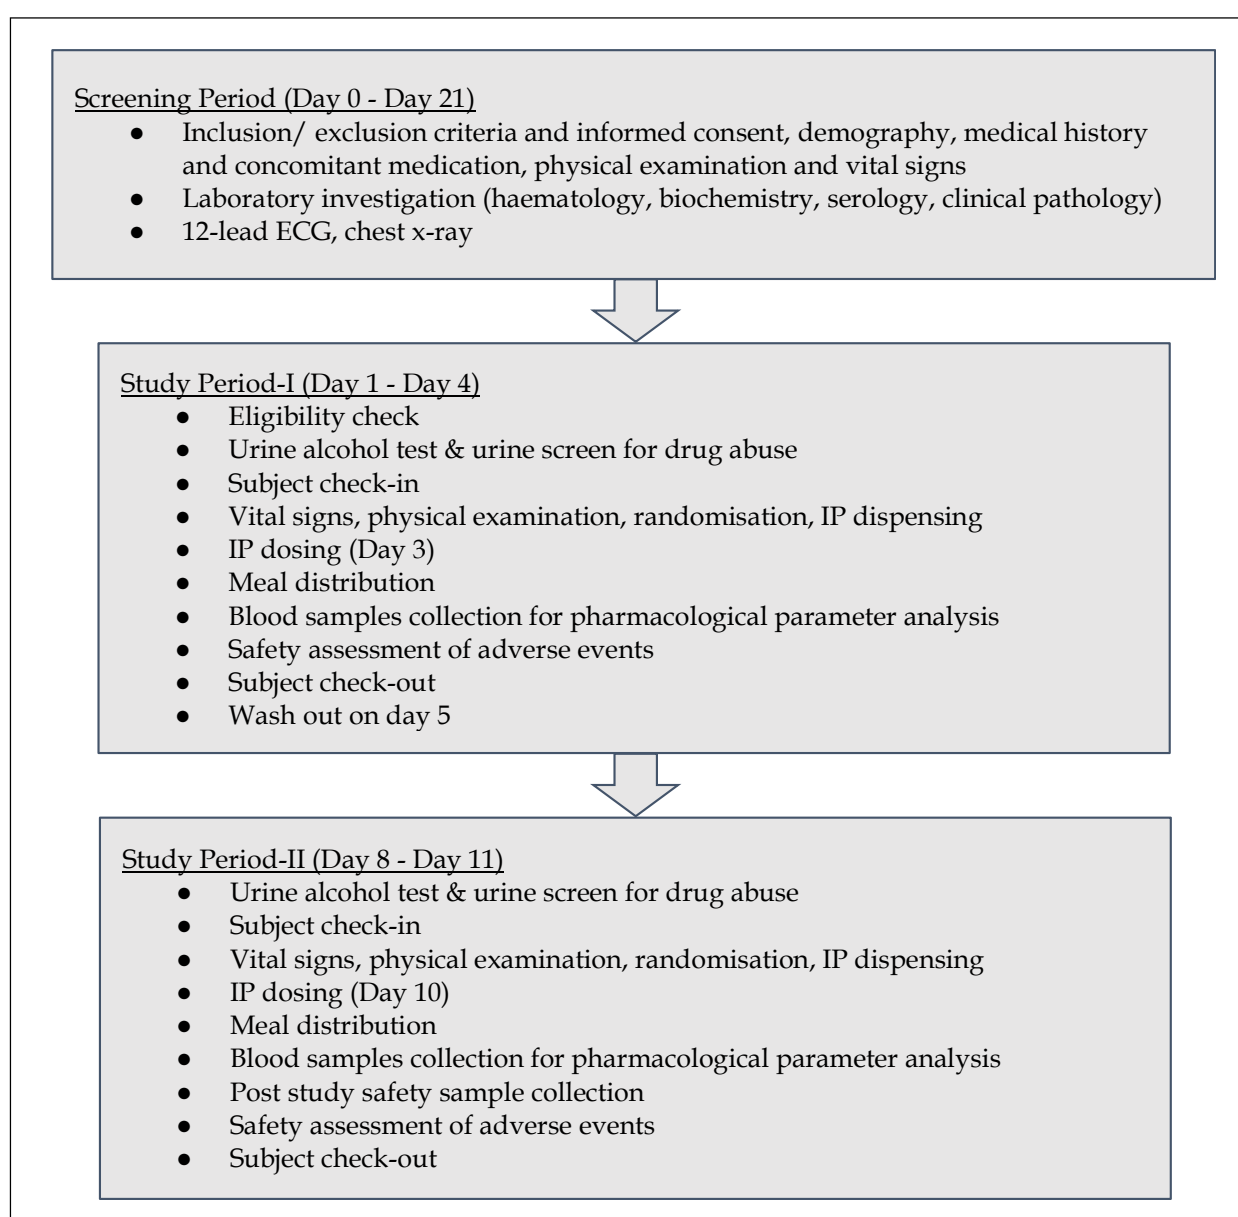 Screening Period (Day 0 - Day 21)
● Inclusion/ exclusion criteria and informed consent, demography, medical history
and concomitant medication, physical examination and vital signs
● Laboratory investigation (haematology, biochemistry, serology, clinical pathology)
● 12-lead ECG, chest x-ray
Study Period-I (Day 1 - Day 4)
● Eligibility check
● Urine alcohol test & urine screen for drug abuse
● Subject check-in
● Vital signs, physical examination, randomisation, IP dispensing
● IP dosing (Day 3)
● Meal distribution
● Blood samples collection for pharmacological parameter analysis
● Safety assessment of adverse events
● Subject check-out
● Wash out on day 5
Study Period-II (Day 8 - Day 11)
● Urine alcohol test & urine screen for drug abuse
● Subject check-in
● Vital signs, physical examination, randomisation, IP dispensing
● IP dosing (Day 10)
● Meal distribution
● Blood samples collection for pharmacological parameter analysis
● Post study safety sample collection
● Safety assessment of adverse events
● Subject check-out